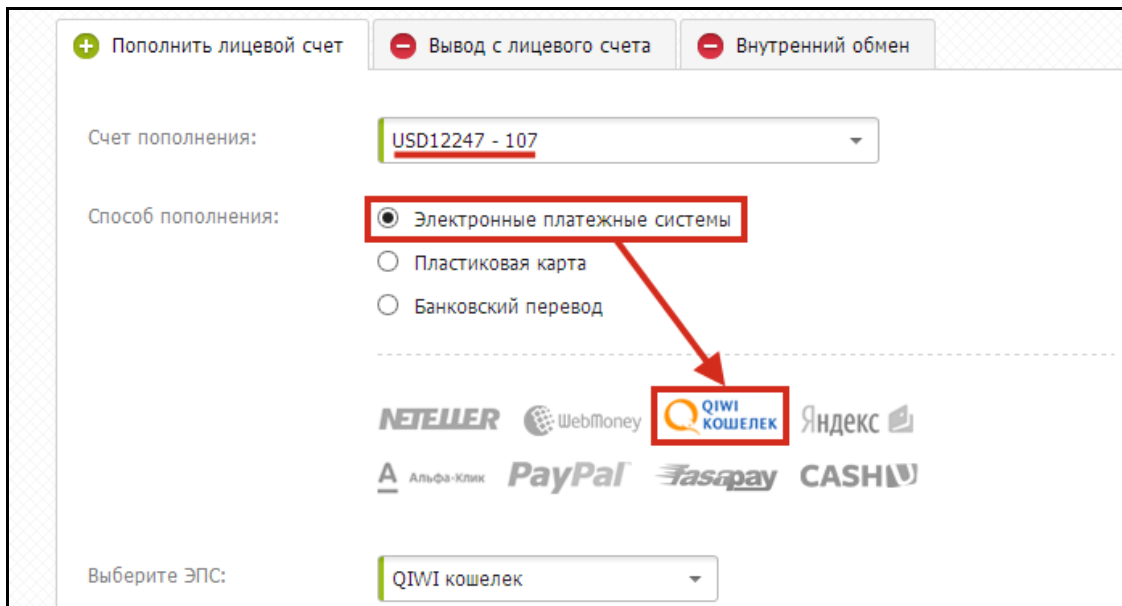 Пополнить лицевой счет Вывод с лицевого счета Внутренний обмен
Счет пополнения: USD12247 - 107
Способ пополнения: Электронные платежные системы
Пластиковая карта
Банковский перевод
NETELLER WebMoney QIWI КОШЕЛЕК Яндекс
А Альфа-Клик PayPal Fasapay CASHU
Выберите ЭПС: QIWI кошелек